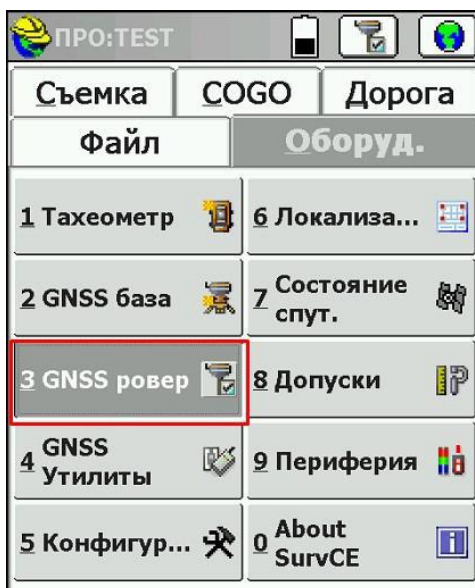 ПРО:TEST
Съемка COGO Дорога
Файл Оборуд.
1 Тахеометр 6 Локализа...
2 GNSS база 7 Состояние спут.
3 GNSS ровер 8 Допуски
4 GNSS Утилиты 9 Периферия
5 Конфигур... 0 About SurvCE